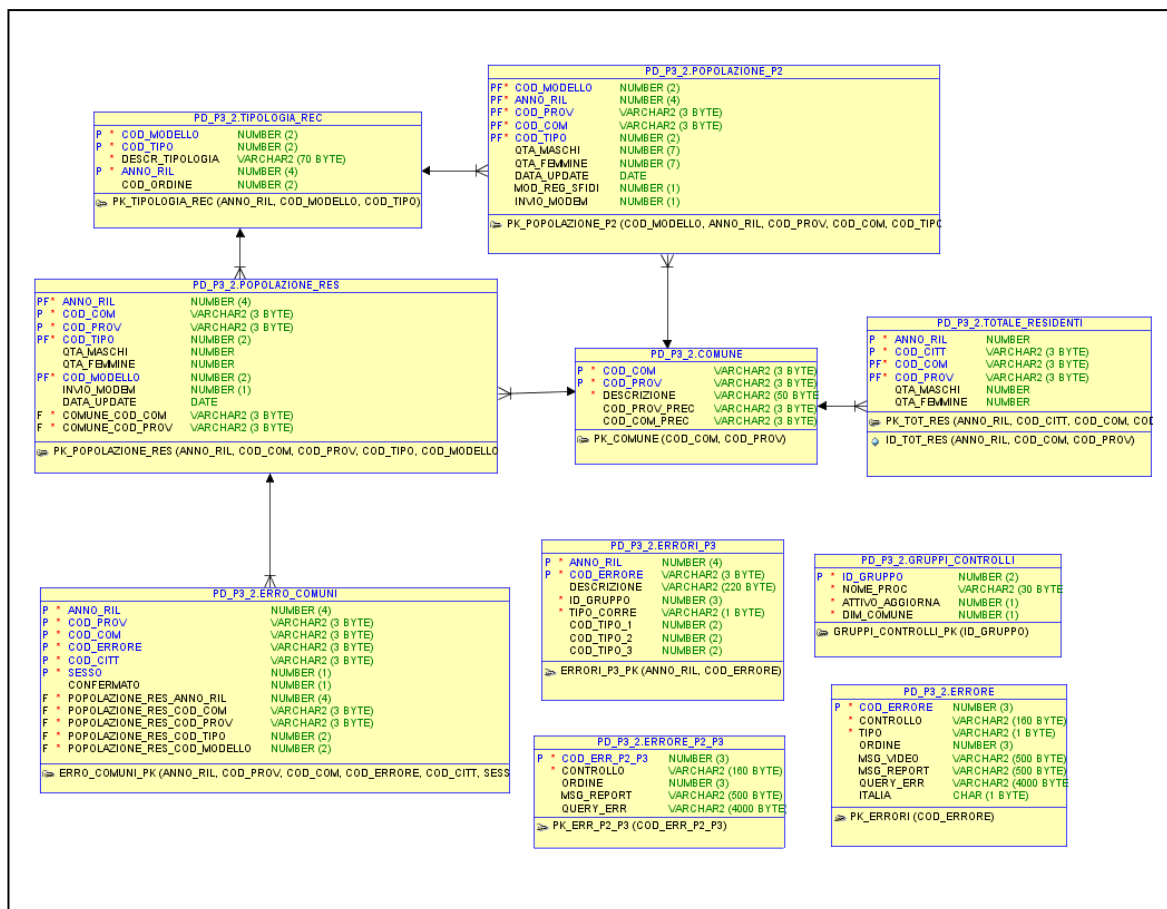 PD_P3_2.POPOLAZIONE_P2
PF* COD_MODELLO NUMBER (2)
PF* ANNO_RIL NUMBER (4)
PF* COD_PROV VARCHAR2 (3 BYTE)
PF* COD_COM VARCHAR2 (3 BYTE)
PF* COD_TIPO NUMBER (2)
QTA_MASCHI NUMBER (7)
QTA_FEMMINE NUMBER (7)
DATA_UPDATE DATE
MOD_REG_SFIDI NUMBER (1)
INVIO_MODEM NUMBER (1)
PK_POPOLAZIONE_P2 (COD_MODELLO, ANNO_RIL, COD_PROV, COD_COM, COD_TIPO
PD_P3_2.TIPOLOGIA_REC
P * COD_MODELLO NUMBER (2)
P * COD_TIPO NUMBER (2)
* DESCR_TIPOLOGIA VARCHAR2 (70 BYTE)
P * ANNO_RIL NUMBER (4)
COD_ORDINE NUMBER (2)
PK_TIPOLOGIA_REC (ANNO_RIL, COD_MODELLO, COD_TIPO)
PD_P3_2.POPOLAZIONE_RES
PF* ANNO_RIL NUMBER (4)
P * COD_COM VARCHAR2 (3 BYTE)
P * COD_PROV VARCHAR2 (3 BYTE)
PF* COD_TIPO NUMBER (2)
QTA_MASCHI NUMBER
QTA_FEMMINE NUMBER
PF* COD_MODELLO NUMBER (2)
INVIO_MODEM NUMBER (1)
DATA_UPDATE DATE
F * COMUNE_COD_COM VARCHAR2 (3 BYTE)
F * COMUNE_COD_PROV VARCHAR2 (3 BYTE)
PK_POPOLAZIONE_RES (ANNO_RIL, COD_COM, COD_PROV, COD_TIPO, COD_MODELLO
PD_P3_2.COMUNE
P * COD_COM VARCHAR2 (3 BYTE)
P * COD_PROV VARCHAR2 (3 BYTE)
* DESCRIZIONE VARCHAR2 (50 BYTE
COD_PROV_PREC VARCHAR2 (3 BYTE)
COD_COM_PREC VARCHAR2 (3 BYTE)
PK_COMUNE (COD_COM, COD_PROV)
PD_P3_2.TOTALE_RESIDENTI
P * ANNO_RIL NUMBER
P * COD_CITT VARCHAR2 (3 BYTE)
PF* COD_COM VARCHAR2 (3 BYTE)
PF* COD_PROV VARCHAR2 (3 BYTE)
QTA_MASCHI NUMBER
QTA_FEMMINE NUMBER
PK_TOT_RES (ANNO_RIL, COD_CITT, COD_COM, COD
ID_TOT_RES (ANNO_RIL, COD_COM, COD_PROV)
PD_P3_2.ERRO_COMUNI
P * ANNO_RIL NUMBER (4)
P * COD_PROV VARCHAR2 (3 BYTE)
P * COD_COM VARCHAR2 (3 BYTE)
P * COD_ERRORE VARCHAR2 (3 BYTE)
P * COD_CITT VARCHAR2 (3 BYTE)
P * SESSO NUMBER (1)
CONFERMATO NUMBER (1)
F * POPOLAZIONE_RES_ANNO_RIL NUMBER (4)
F * POPOLAZIONE_RES_COD_COM VARCHAR2 (3 BYTE)
F * POPOLAZIONE_RES_COD_PROV VARCHAR2 (3 BYTE)
F * POPOLAZIONE_RES_COD_TIPO NUMBER (2)
F * POPOLAZIONE_RES_COD_MODELLO NUMBER (2)
ERRO_COMUNI_PK (ANNO_RIL, COD_PROV, COD_COM, COD_ERRORE, COD_CITT, SESS
PD_P3_2.ERRORI_P3
P * ANNO_RIL NUMBER (4)
P * COD_ERRORE VARCHAR2 (3 BYTE)
DESCRIZIONE VARCHAR2 (220 BYTE)
* ID_GRUPPO NUMBER (3)
* TIPO_CORRE VARCHAR2 (1 BYTE)
COD_TIPO_1 NUMBER (2)
COD_TIPO_2 NUMBER (2)
COD_TIPO_3 NUMBER (2)
ERRORI_P3_PK (ANNO_RIL, COD_ERRORE)
PD_P3_2.GRUPPI_CONTROLLI
P * ID_GRUPPO NUMBER (2)
* NOME_PROC VARCHAR2 (30 BYTE
* ATTIVO_AGGIORNA NUMBER (1)
* DIM_COMUNE NUMBER (1)
GRUPPI_CONTROLLI_PK (ID_GRUPPO)
PD_P3_2.ERRORE_P2_P3
P * COD_ERR_P2_P3 NUMBER (3)
* CONTROLLO VARCHAR2 (160 BYTE)
ORDINE NUMBER (3)
MSG_REPORT VARCHAR2 (500 BYTE)
QUERY_ERR VARCHAR2 (4000 BYTE
PK_ERR_P2_P3 (COD_ERR_P2_P3)
PD_P3_2.ERRORE
P * COD_ERRORE NUMBER (3)
* CONTROLLO VARCHAR2 (160 BYTE)
* TIPO VARCHAR2 (1 BYTE)
ORDINE NUMBER (3)
MSG_VIDEO VARCHAR2 (500 BYTE)
MSG_REPORT VARCHAR2 (500 BYTE)
QUERY_ERR VARCHAR2 (4000 BYTE
ITALIA CHAR (1 BYTE)
PK_ERRORI (COD_ERRORE)